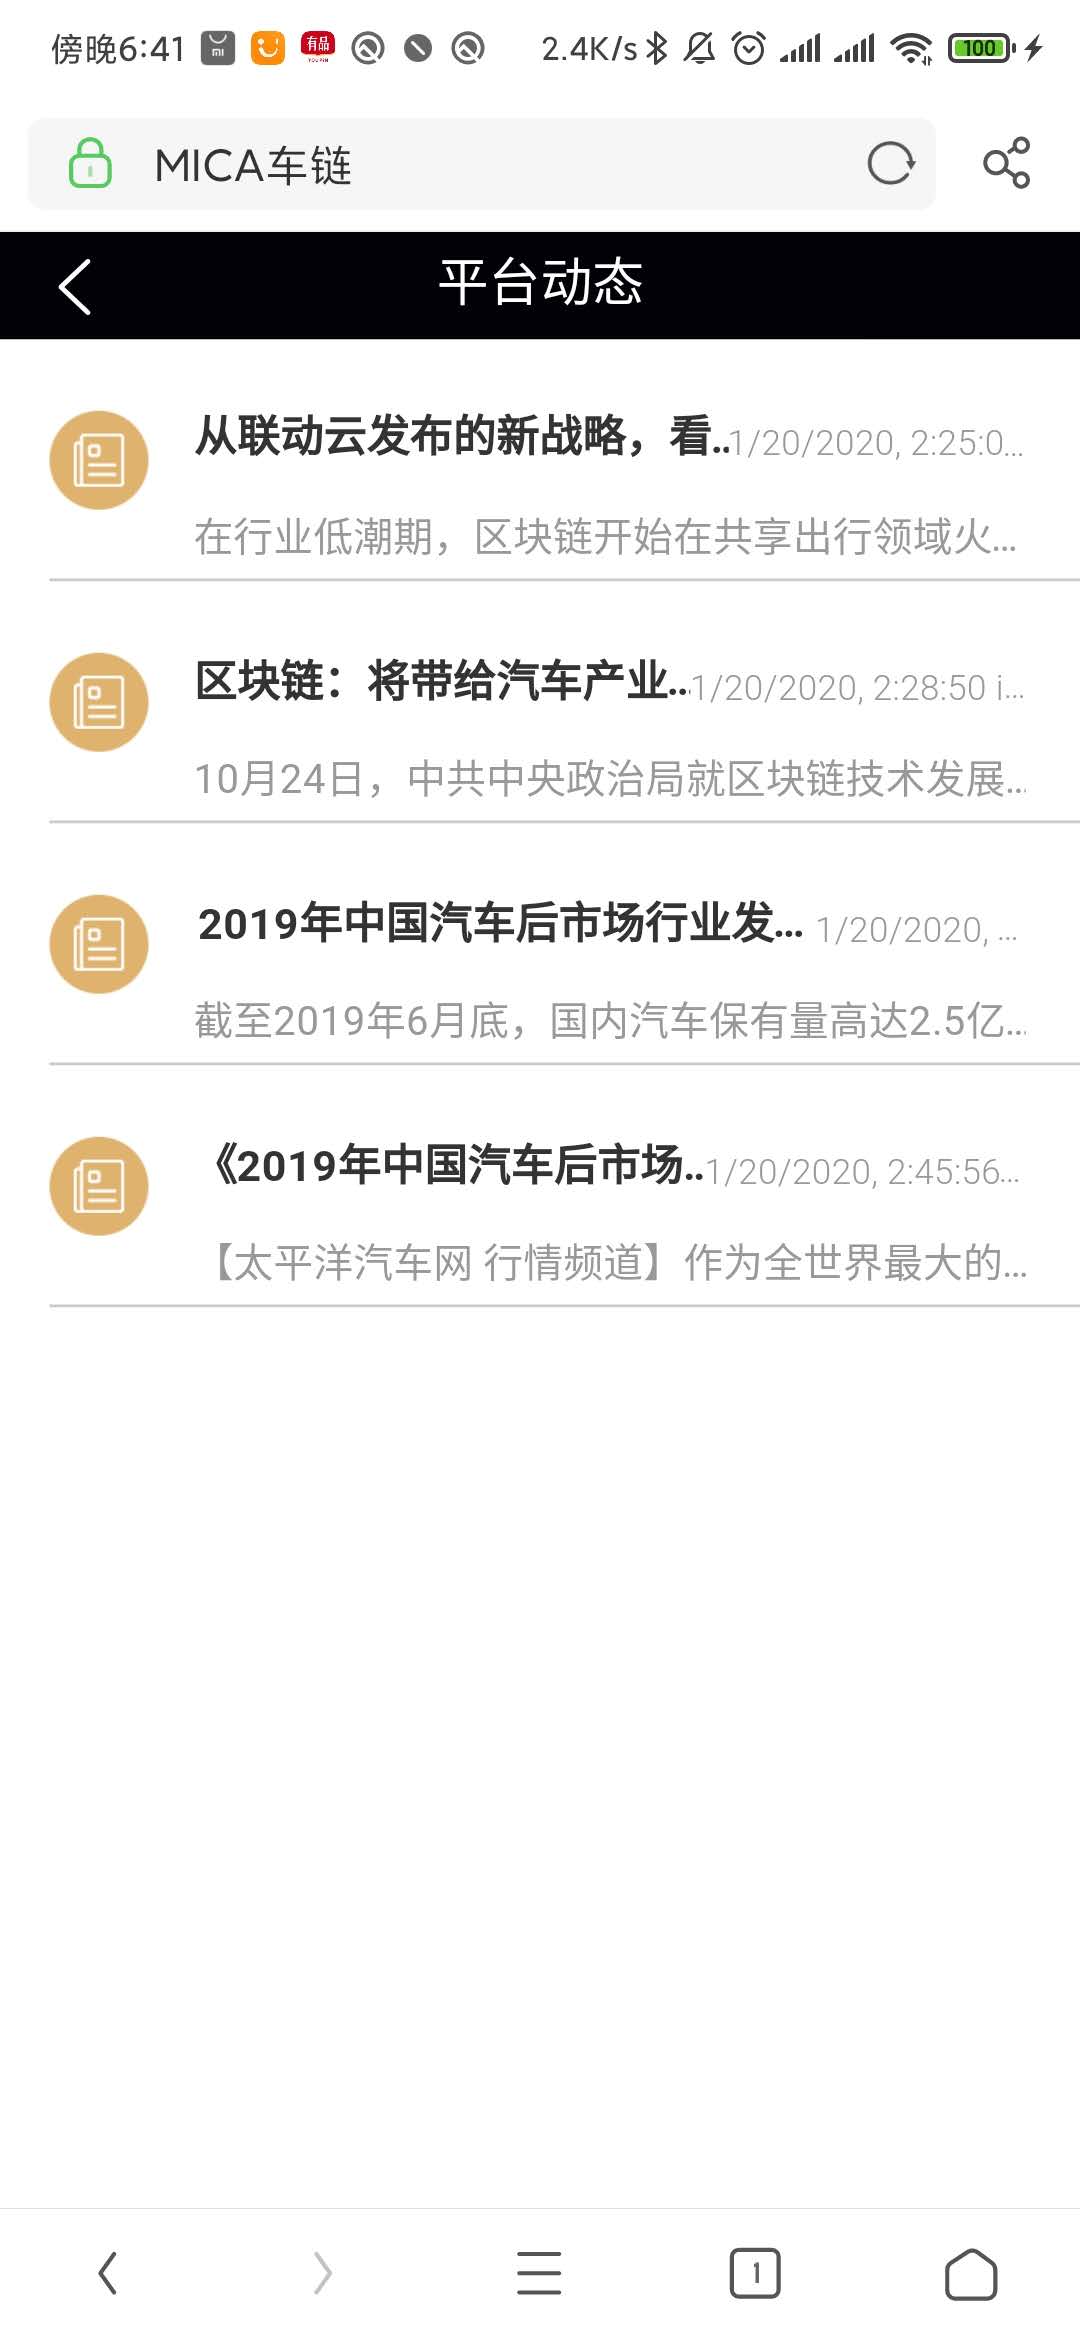 傍晚6:41 mi 有品 YOUPIN 2.4K/s 100
MICA车链
平台动态
从联动云发布的新战略，看... 1/20/2020, 2:25:0...
在行业低潮期，区块链开始在共享出行领域火...
区块链：将带给汽车产业... 1/20/2020, 2:28:50 i...
10月24日，中共中央政治局就区块链技术发展...
2019年中国汽车后市场行业发... 1/20/2020, ...
截至2019年6月底，国内汽车保有量高达2.5亿...
《2019年中国汽车后市场... 1/20/2020, 2:45:56...
【太平洋汽车网 行情频道】作为全世界最大的...
1